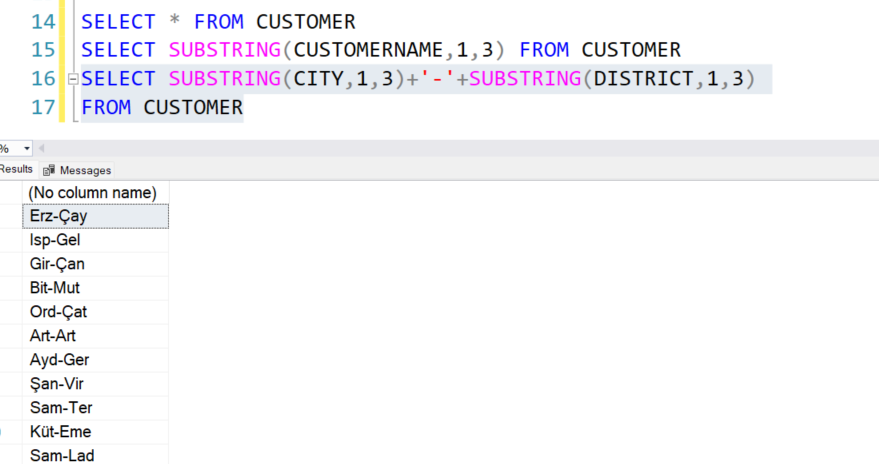 14 SELECT * FROM CUSTOMER
15 SELECT SUBSTRING(CUSTOMERNAME,1,3) FROM CUSTOMER
16 SELECT SUBSTRING(CITY,1,3)+'-'+SUBSTRING(DISTRICT,1,3)
17 FROM CUSTOMER
%
Results Messages
(No column name)
Erz-Çay
Isp-Gel
Gir-Çan
Bit-Mut
Ord-Çat
Art-Art
Ayd-Ger
Şan-Vir
Sam-Ter
Küt-Eme
Sam-Lad